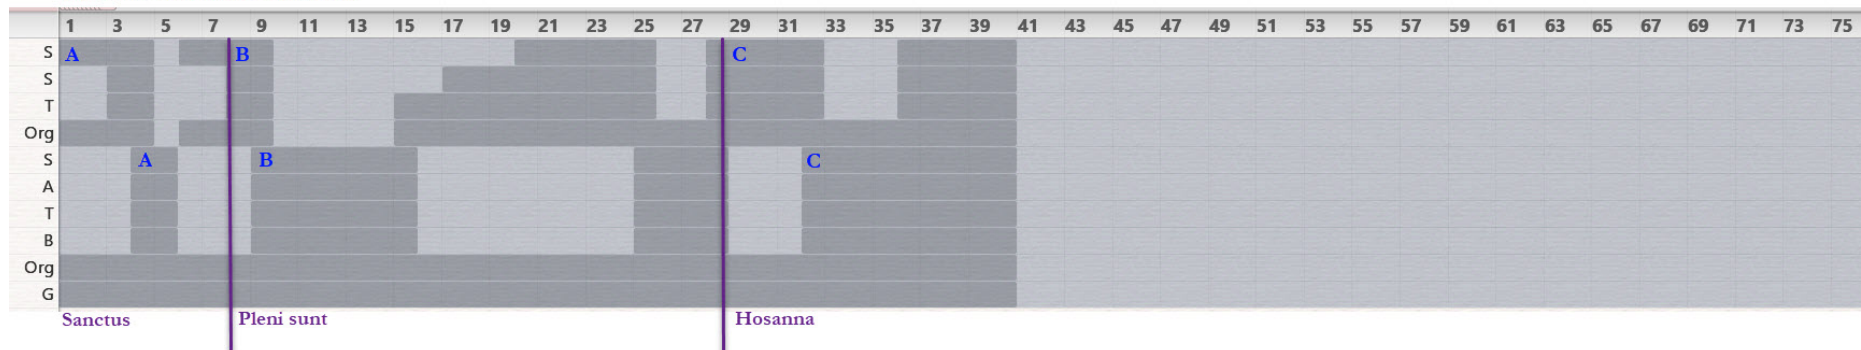 1 3 5 7 9 11 13 15 17 19 21 23 25 27 29 31 33 35 37 39 41 43 45 47 49 51 53 55 57 59 61 63 65 67 69 71 73 75
S A B C
S
T
Org
S A B C
A
T
B
Org
G
Sanctus Pleni sunt Hosanna